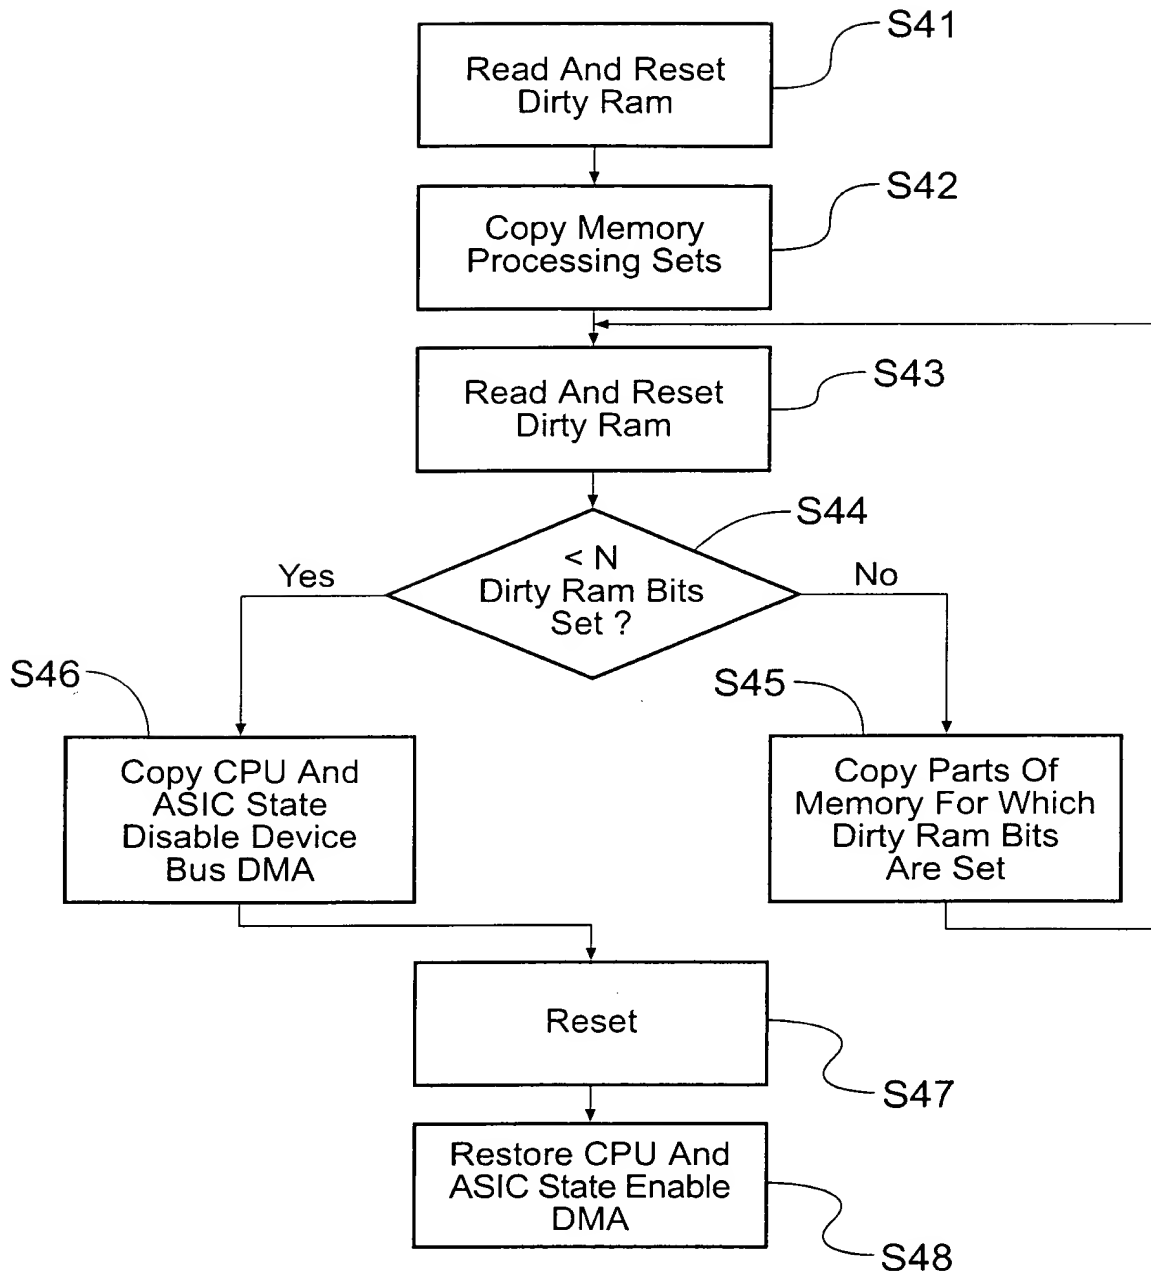 S41
Read And Reset
Dirty Ram
S42
Copy Memory
Processing Sets
S43
Read And Reset
Dirty Ram
S44
< N
Dirty Ram Bits
Set ?
Yes
No
S46
S45
Copy CPU And
ASIC State
Disable Device
Bus DMA
Copy Parts Of
Memory For Which
Dirty Ram Bits
Are Set
Reset
S47
Restore CPU And
ASIC State Enable
DMA
S48